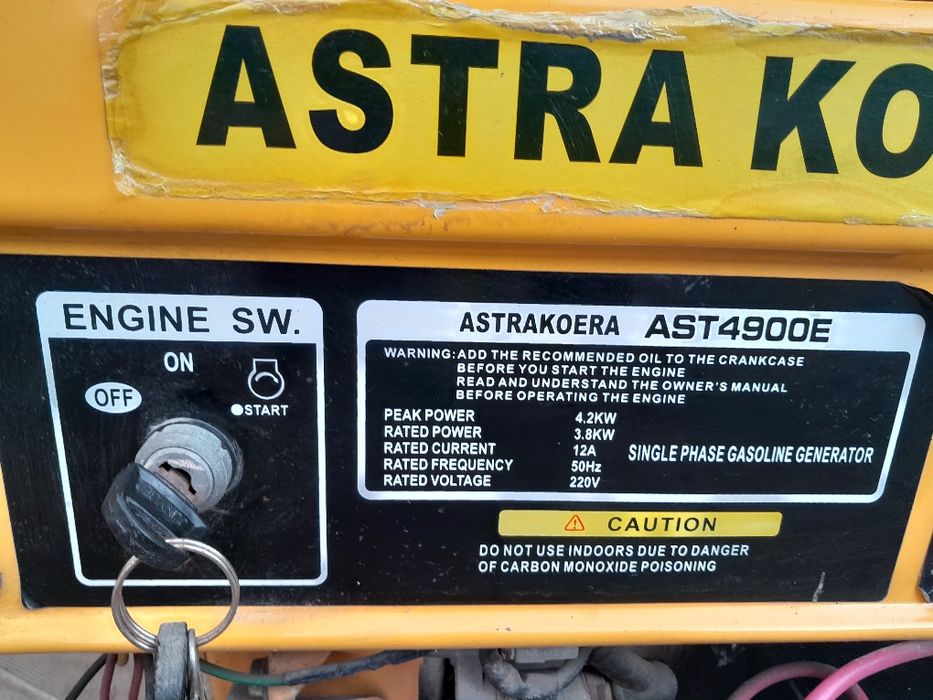 ASTRA KO
ENGINE SW.
ON
OFF
START
ASTRAKOERA AST4900E
WARNING: ADD THE RECOMMENDED OIL TO THE CRANKCASE
BEFORE YOU START THE ENGINE
READ AND UNDERSTAND THE OWNER'S MANUAL
BEFORE OPERATING THE ENGINE
PEAK POWER 4.2KW
RATED POWER 3.8KW
RATED CURRENT 12A
RATED FREQUENCY 50Hz
RATED VOLTAGE 220V
SINGLE PHASE GASOLINE GENERATOR
CAUTION
DO NOT USE INDOORS DUE TO DANGER
OF CARBON MONOXIDE POISONING